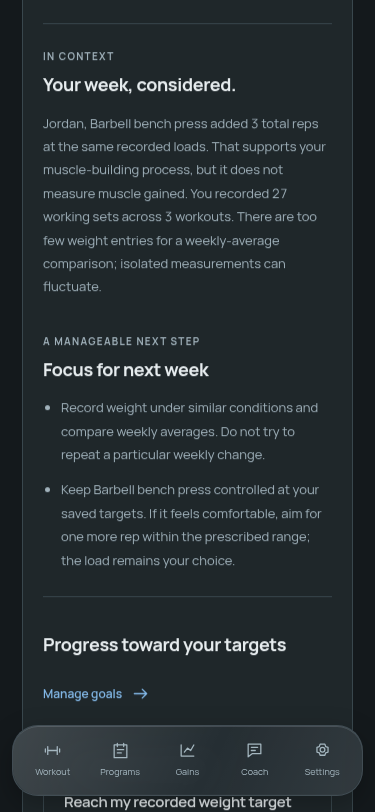 IN CONTEXT
Your week, considered.
Jordan, Barbell bench press added 3 total reps
at the same recorded loads. That supports your
muscle-building process, but it does not
measure muscle gained. You recorded 27
working sets across 3 workouts. There are too
few weight entries for a weekly-average
comparison; isolated measurements can
fluctuate.
A MANAGEABLE NEXT STEP
Focus for next week
Record weight under similar conditions and
compare weekly averages. Do not try to
repeat a particular weekly change.
Keep Barbell bench press controlled at your
saved targets. If it feels comfortable, aim for
one more rep within the prescribed range;
the load remains your choice.
Progress toward your targets
Manage goals
Workout Programs Gains Coach Settings
Reach my recorded weight target